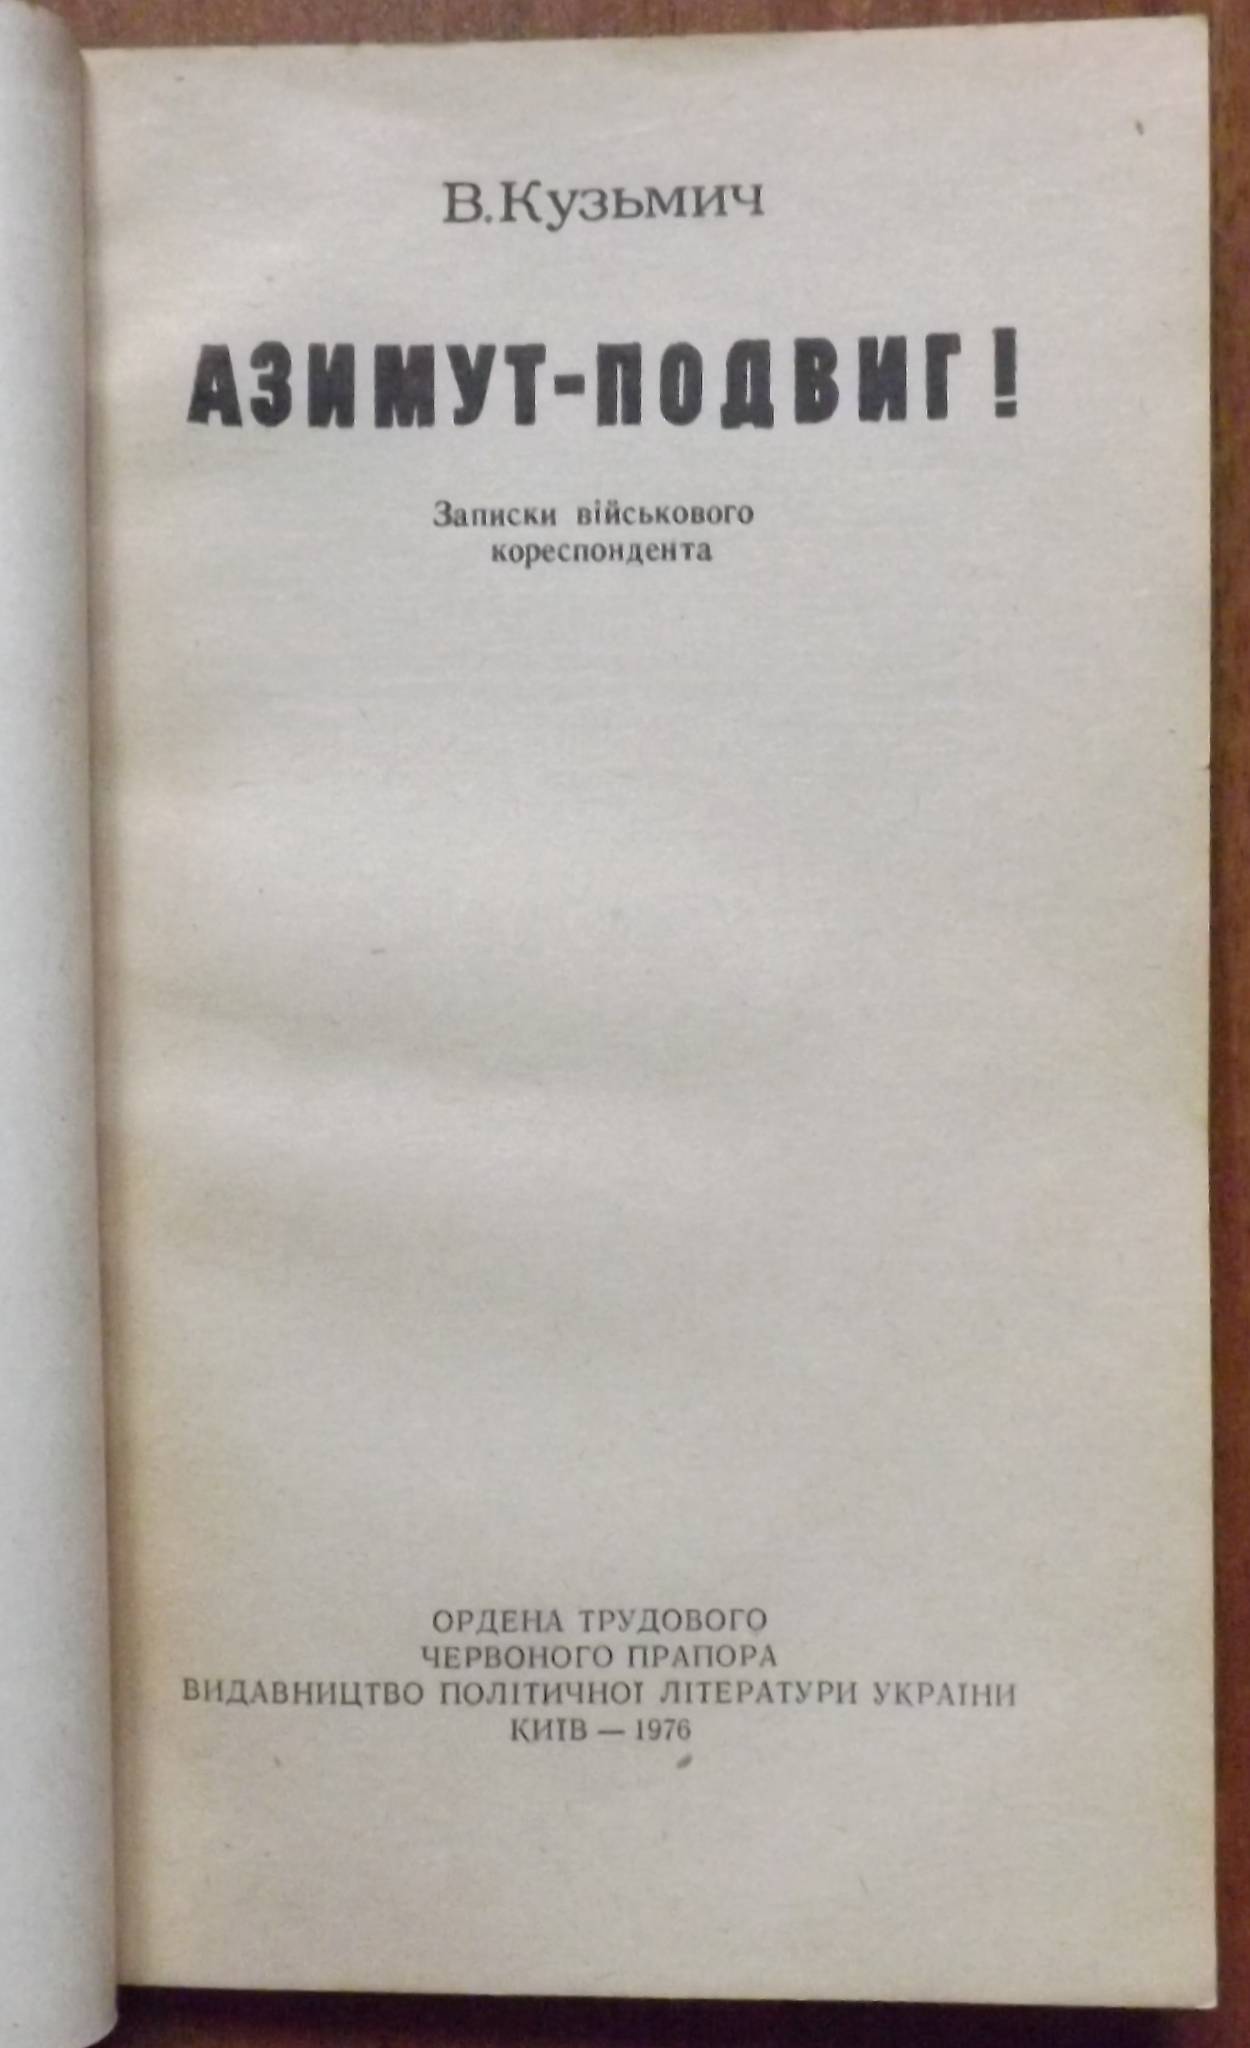 В. Кузьмич
АЗИМУТ-ПОДВИГ!
Записки військового
кореспондента
ОРДЕНА ТРУДОВОГО
ЧЕРВОНОГО ПРАПОРА
ВИДАВНИЦТВО ПОЛІТИЧНОЇ ЛІТЕРАТУРИ УКРАЇНИ
КИЇВ — 1976